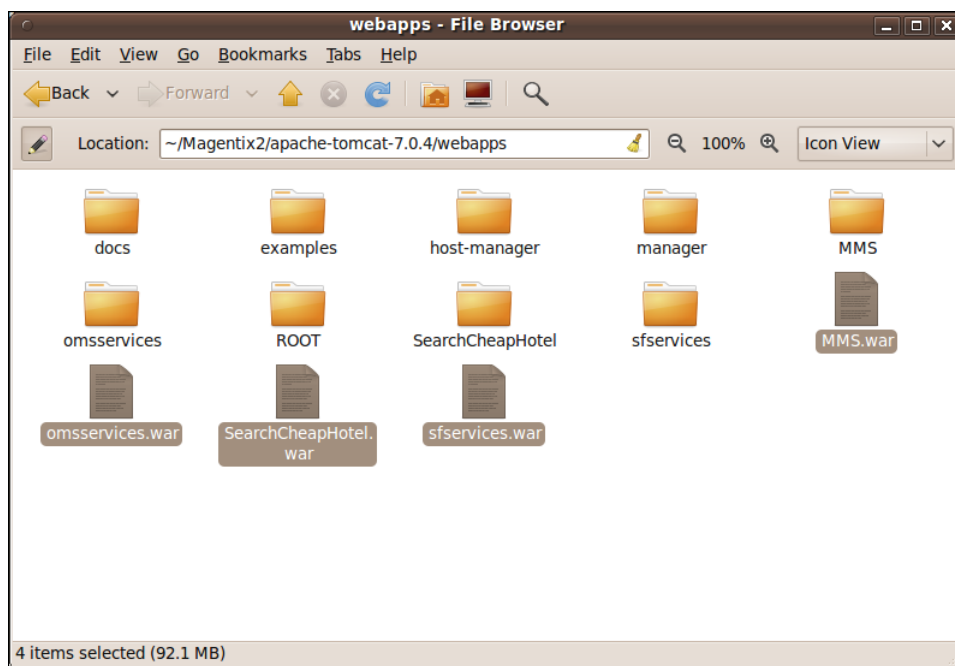 webapps - File Browser
File Edit View Go Bookmarks Tabs Help
Back Forward
Location: ~/Magentix2/apache-tomcat-7.0.4/webapps 100% Icon View
docs examples host-manager manager MMS
omsservices ROOT SearchCheapHotel sfservices MMS.war
omsservices.war SearchCheapHotel. sfservices.war
war
4 items selected (92.1 MB)